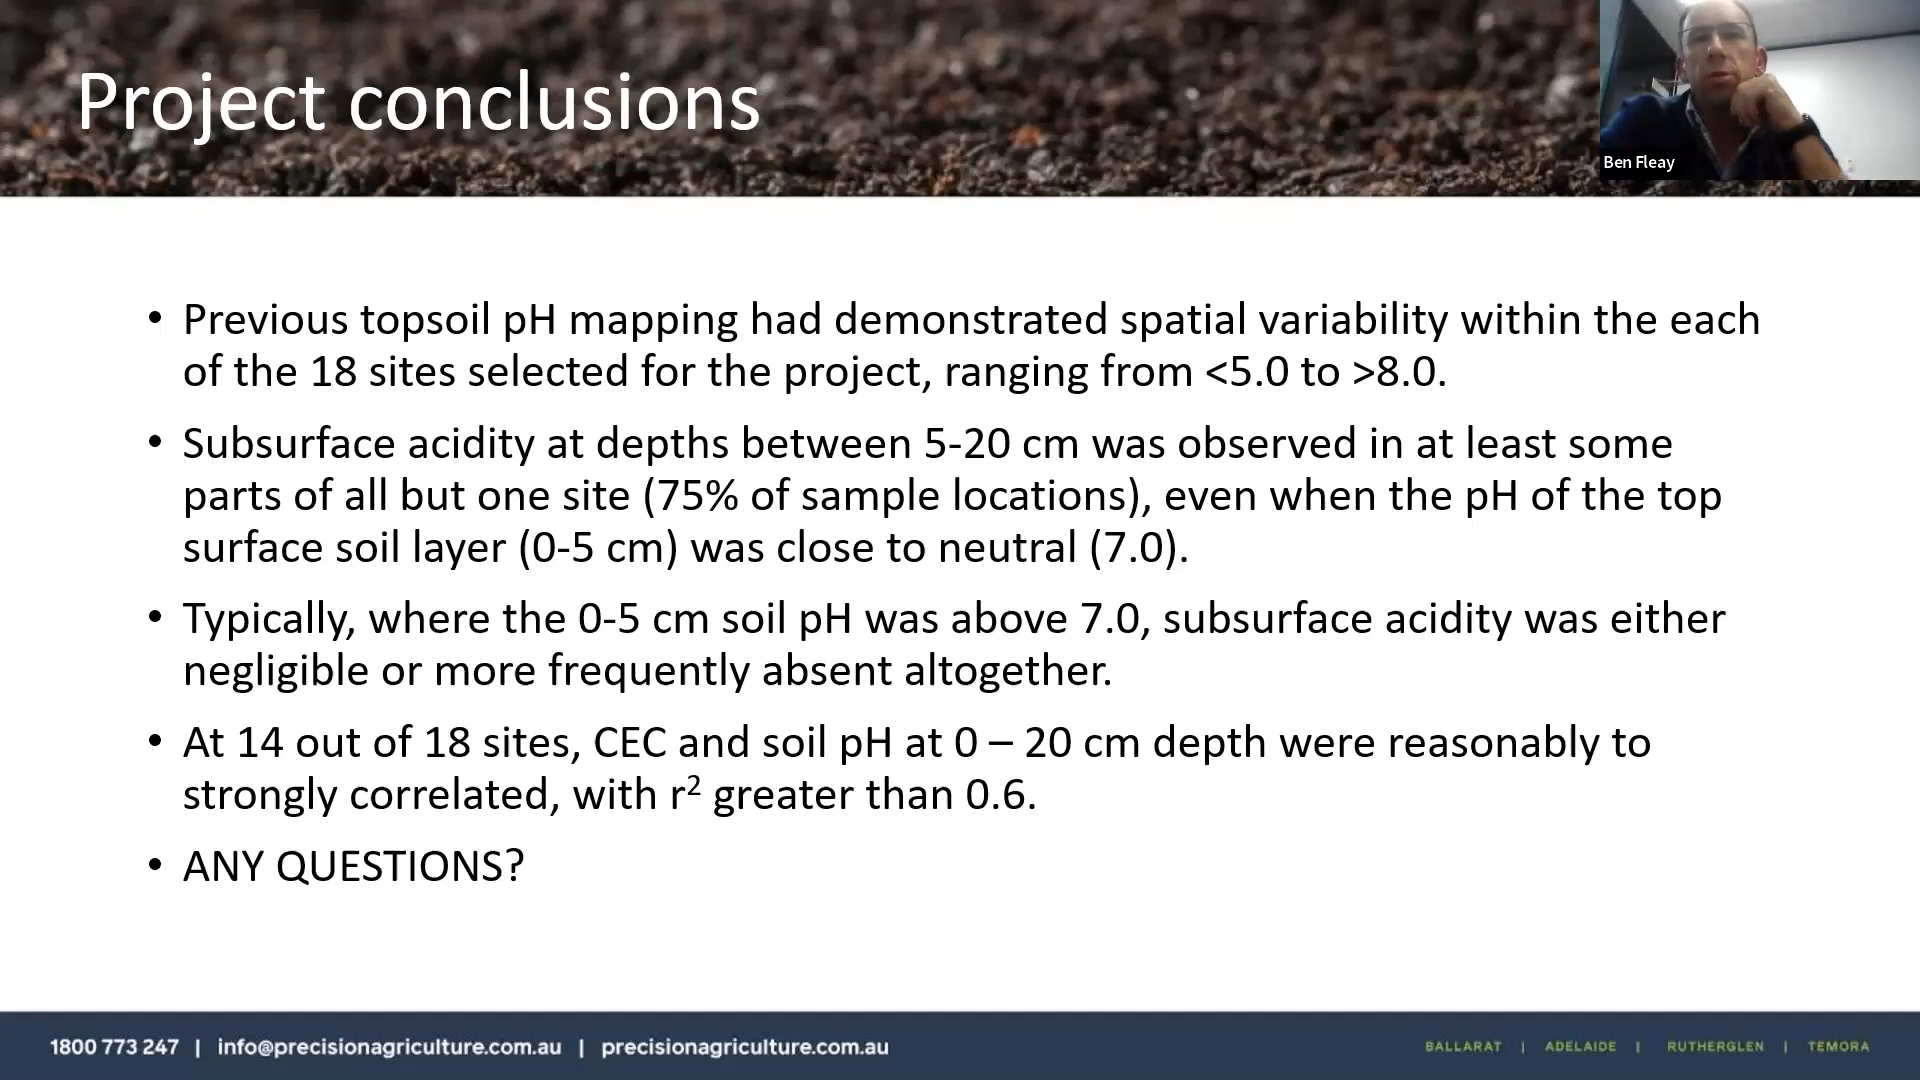 Project conclusions
Ben Fleay
• Previous topsoil pH mapping had demonstrated spatial variability within the each
of the 18 sites selected for the project, ranging from <5.0 to >8.0.
• Subsurface acidity at depths between 5-20 cm was observed in at least some
parts of all but one site (75% of sample locations), even when the pH of the top
surface soil layer (0-5 cm) was close to neutral (7.0).
• Typically, where the 0-5 cm soil pH was above 7.0, subsurface acidity was either
negligible or more frequently absent altogether.
• At 14 out of 18 sites, CEC and soil pH at 0 – 20 cm depth were reasonably to
strongly correlated, with r² greater than 0.6.
• ANY QUESTIONS?
1800 773 247 | info@precisionagriculture.com.au | precisionagriculture.com.au
BALLARAT | ADELAIDE | RUTHERGLEN | TEMORA